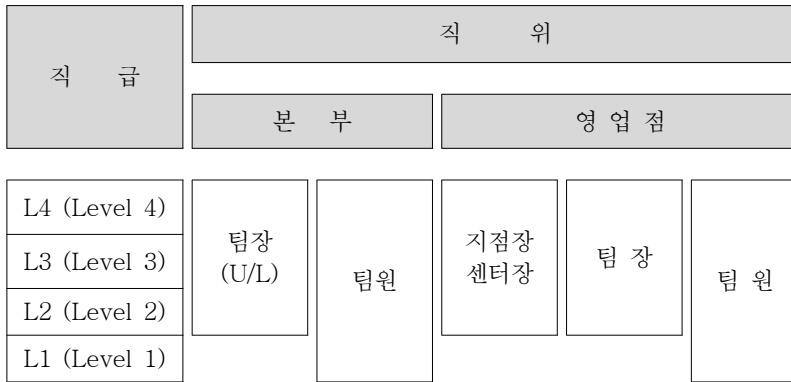 직 급
직 위
본 부
영 업 점
L4 (Level 4)
L3 (Level 3)
L2 (Level 2)
L1 (Level 1)
팀장
(U/L)
팀원
지점장
센터장
팀 장
팀 원